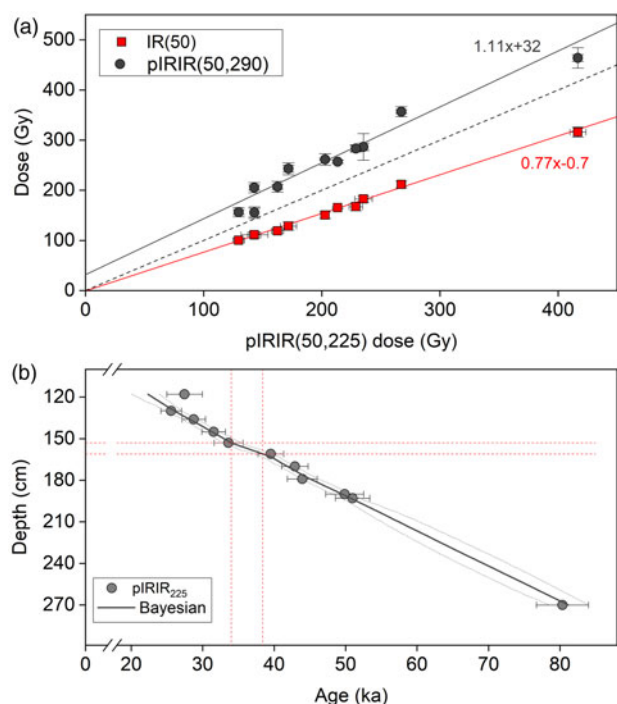 (a)
IR(50)
pIRIR(50,290)
1.11x+32
0.77x-0.7
Dose (Gy)
500
400
300
200
100
0
0 100 200 300 400
pIRIR(50,225) dose (Gy)
(b)
Depth (cm)
120
150
180
210
240
270
pIRIR225
Bayesian
0 20 30 40 50 60 70 80
Age (ka)